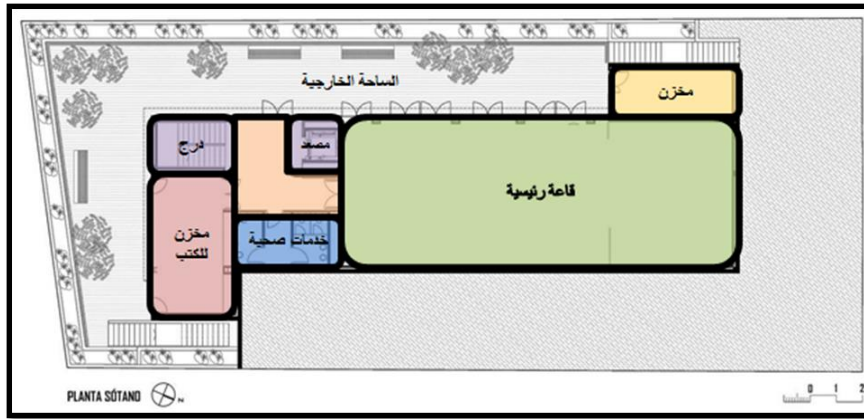 الساحة الخارجية
مخزن
درج
مصعد
قاعة رئيسية
مخزن
للكتب
خدمات صحية
PLANTA SÓTANO
N
0 1 2